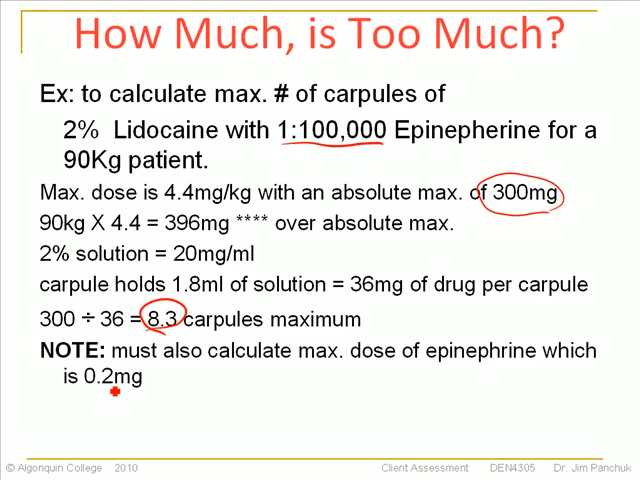 How Much, is Too Much?
Ex: to calculate max. # of carpules of
2% Lidocaine with 1:100,000 Epinepherine for a
90Kg patient.
Max. dose is 4.4mg/kg with an absolute max. of 300mg
90kg X 4.4 = 396mg **** over absolute max.
2% solution = 20mg/ml
carpule holds 1.8ml of solution = 36mg of drug per carpule
300 ÷ 36 = 8.3 carpules maximum
NOTE: must also calculate max. dose of epinephrine which
is 0.2mg
© Algonquin College 2010 Client Assessment DEN4305 Dr. Jim Panchuk